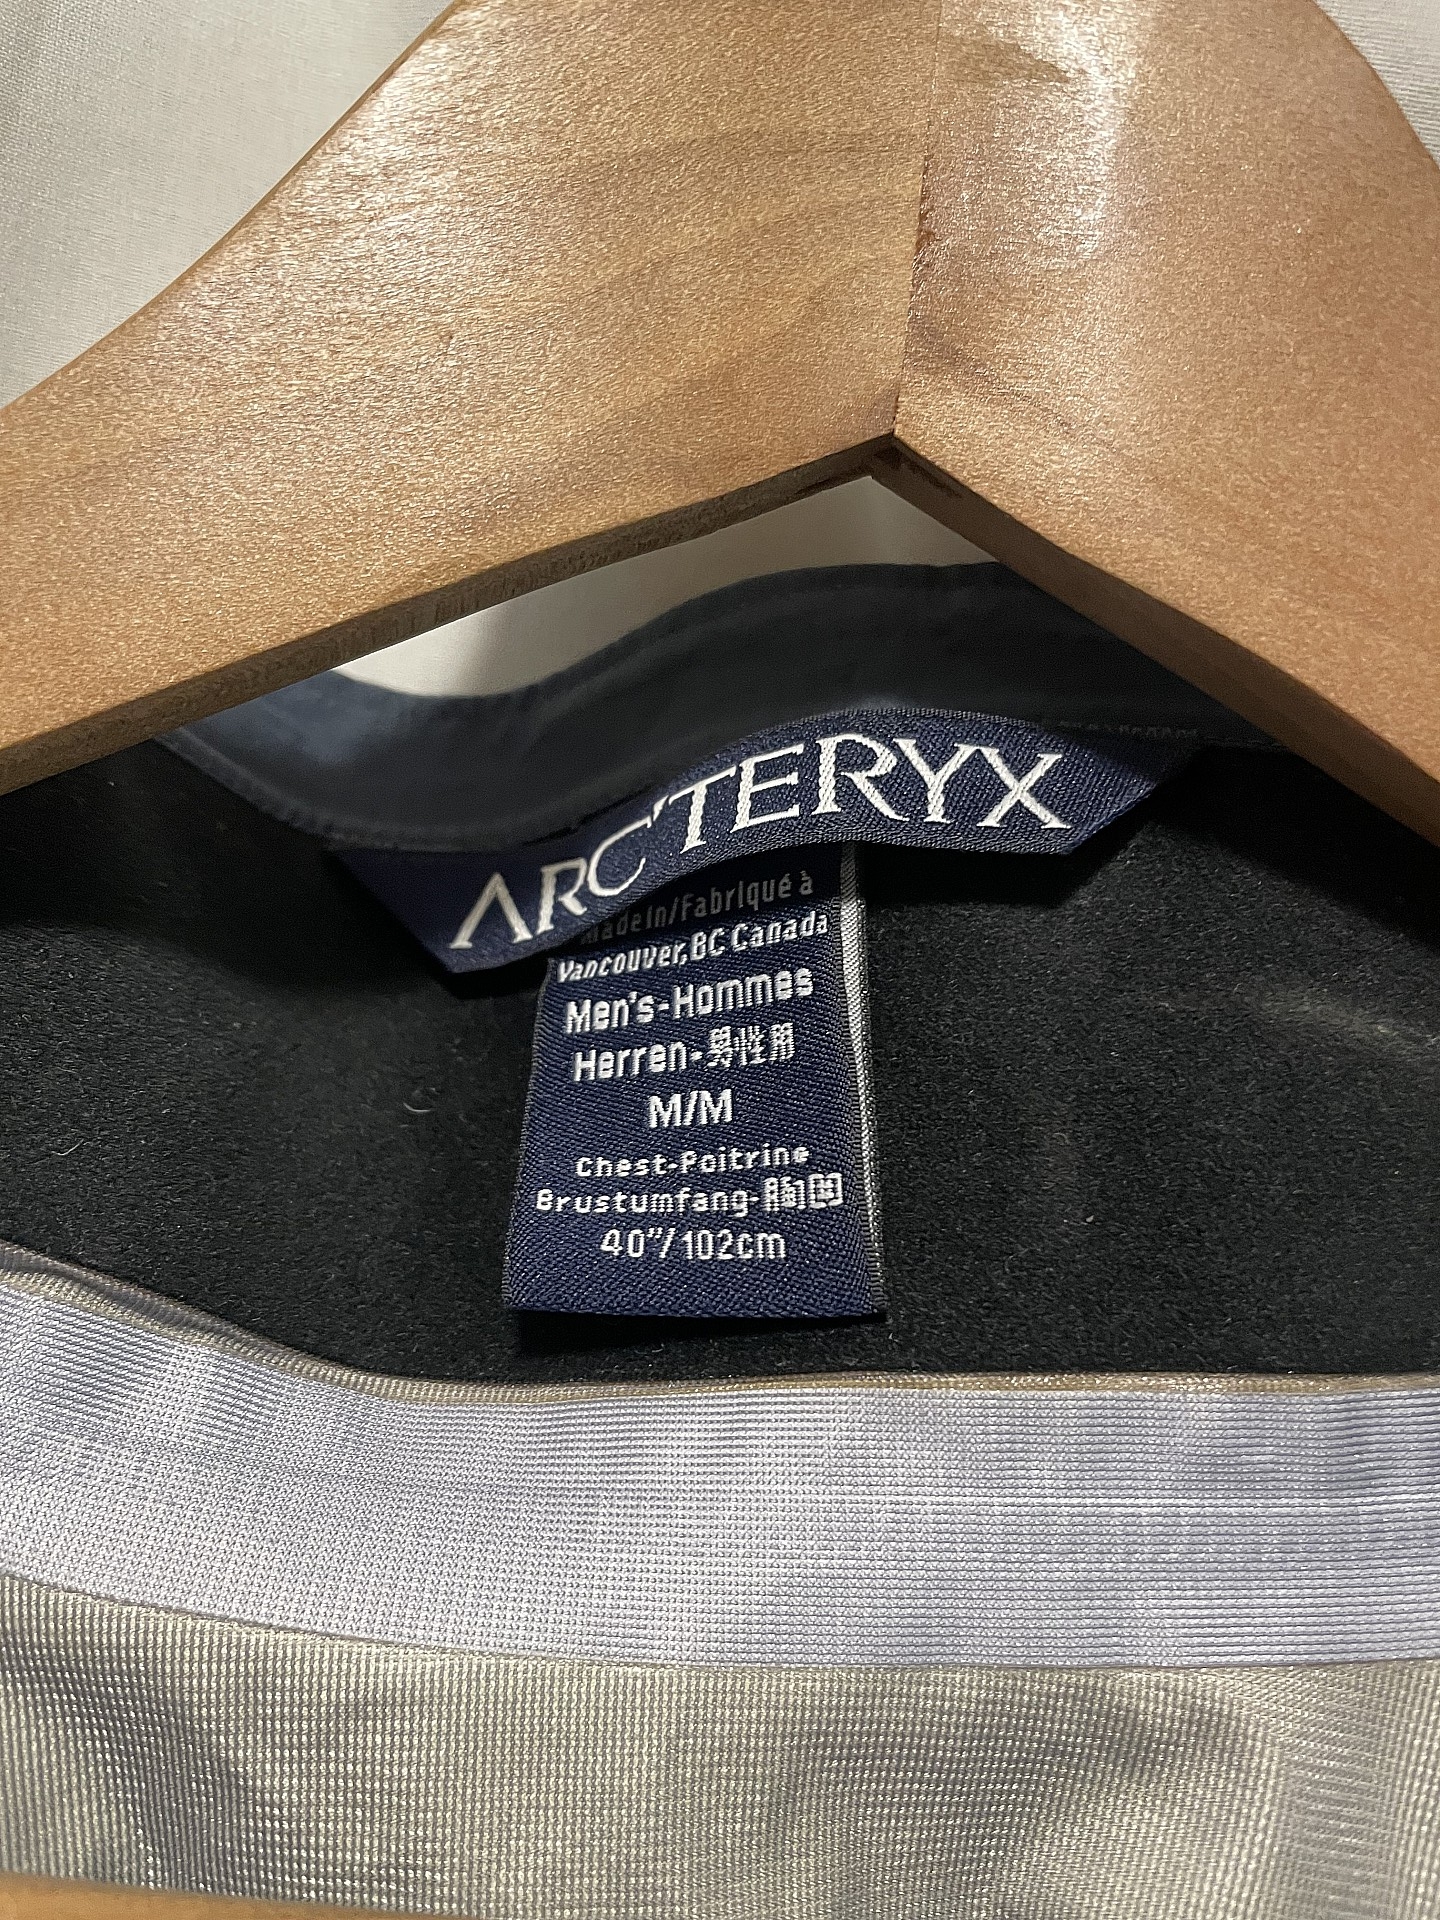 ARC'TERYX
Made in/Fabriqué à
Vancouver, BC Canada
Men's-Hommes
Herren-男性用
M/M
Chest-Poitrine
Brustumfang-胸囲
40"/102cm